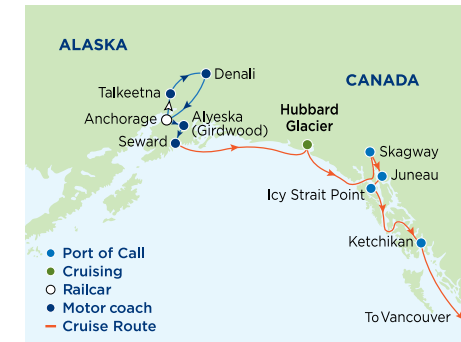 ALASKA
Denali
CANADA
Talkeetna
Anchorage
Alyeska
(Girdwood)
Hubbard
Glacier
Seward
Skagway
Juneau
Icy Strait Point
Ketchikan
Port of Call
Cruising
Railcar
Motor coach
Cruise Route
To Vancouver